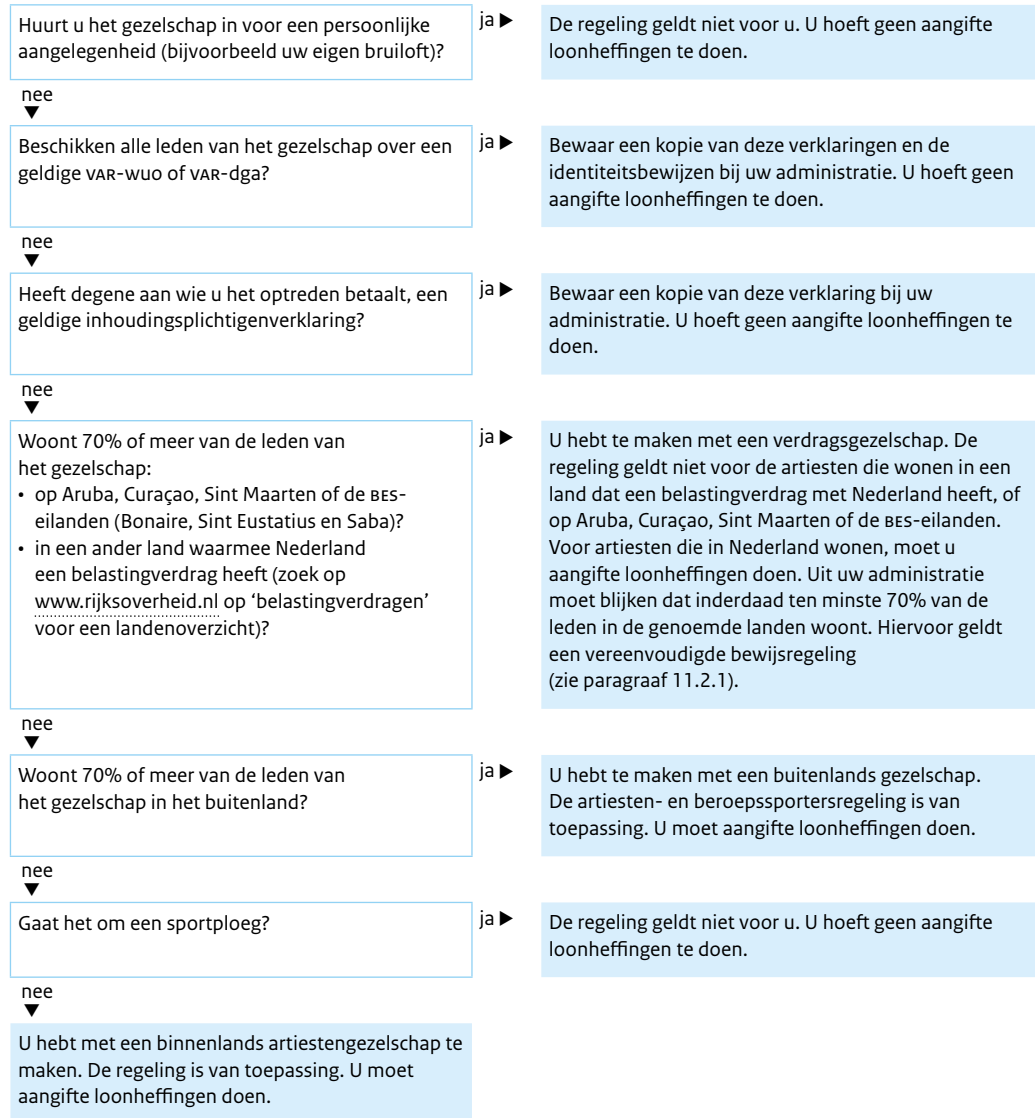 Huurt u het gezelschap in voor een persoonlijke
aangelegenheid (bijvoorbeeld uw eigen bruiloft)?
ja ▶
De regeling geldt niet voor u. U hoeft geen aangifte
loonheffingen te doen.
nee
▼
Beschikken alle leden van het gezelschap over een
geldige VAR-wuo of VAR-dga?
ja ▶
Bewaar een kopie van deze verklaringen en de
identiteitsbewijzen bij uw administratie. U hoeft geen
aangifte loonheffingen te doen.
nee
▼
Heeft degene aan wie u het optreden betaalt, een
geldige inhoudingsplichtigenverklaring?
ja ▶
Bewaar een kopie van deze verklaring bij uw
administratie. U hoeft geen aangifte loonheffingen te
doen.
nee
▼
Woont 70% of meer van de leden van
het gezelschap:
• op Aruba, Curaçao, Sint Maarten of de BES-
eilanden (Bonaire, Sint Eustatius en Saba)?
• in een ander land waarmee Nederland
een belastingverdrag heeft (zoek op
www.rijksoverheid.nl op ‘belastingverdragen’
voor een landenoverzicht)?
ja ▶
U hebt te maken met een verdragsgezelschap. De
regeling geldt niet voor de artiesten die wonen in een
land dat een belastingverdrag met Nederland heeft, of
op Aruba, Curaçao, Sint Maarten of de BES-eilanden.
Voor artiesten die in Nederland wonen, moet u
aangifte loonheffingen doen. Uit uw administratie
moet blijken dat inderdaad ten minste 70% van de
leden in de genoemde landen woont. Hiervoor geldt
een vereenvoudigde bewijsregeling
(zie paragraaf 11.2.1).
nee
▼
Woont 70% of meer van de leden van
het gezelschap in het buitenland?
ja ▶
U hebt te maken met een buitenlands gezelschap.
De artiesten- en beroepssportersregeling is van
toepassing. U moet aangifte loonheffingen doen.
nee
▼
Gaat het om een sportploeg?
ja ▶
De regeling geldt niet voor u. U hoeft geen aangifte
loonheffingen te doen.
nee
▼
U hebt met een binnenlands artiestengezelschap te
maken. De regeling is van toepassing. U moet
aangifte loonheffingen doen.